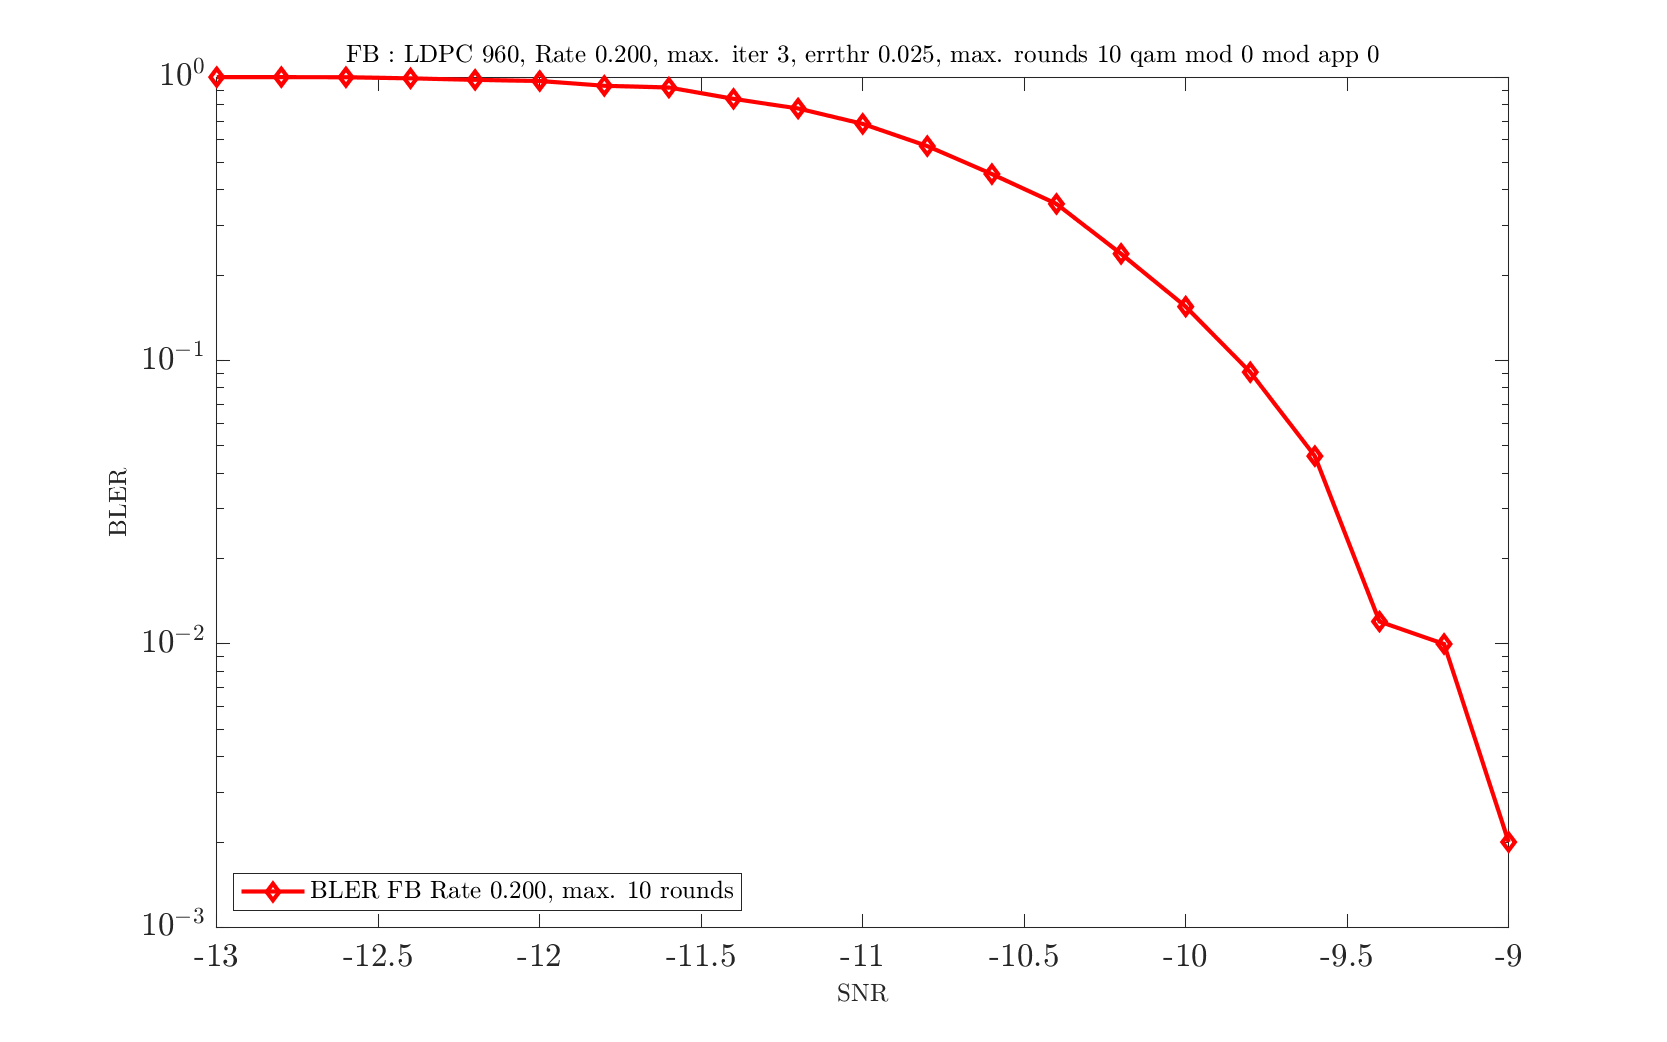 FB : LDPC 960, Rate 0.200, max. iter 3, errthr 0.025, max. rounds 10 qam mod 0 mod app 0
10^0
10^-1
10^-2
10^-3
BLER
BLER FB Rate 0.200, max. 10 rounds
-13 -12.5 -12 -11.5 -11 -10.5 -10 -9.5 -9
SNR